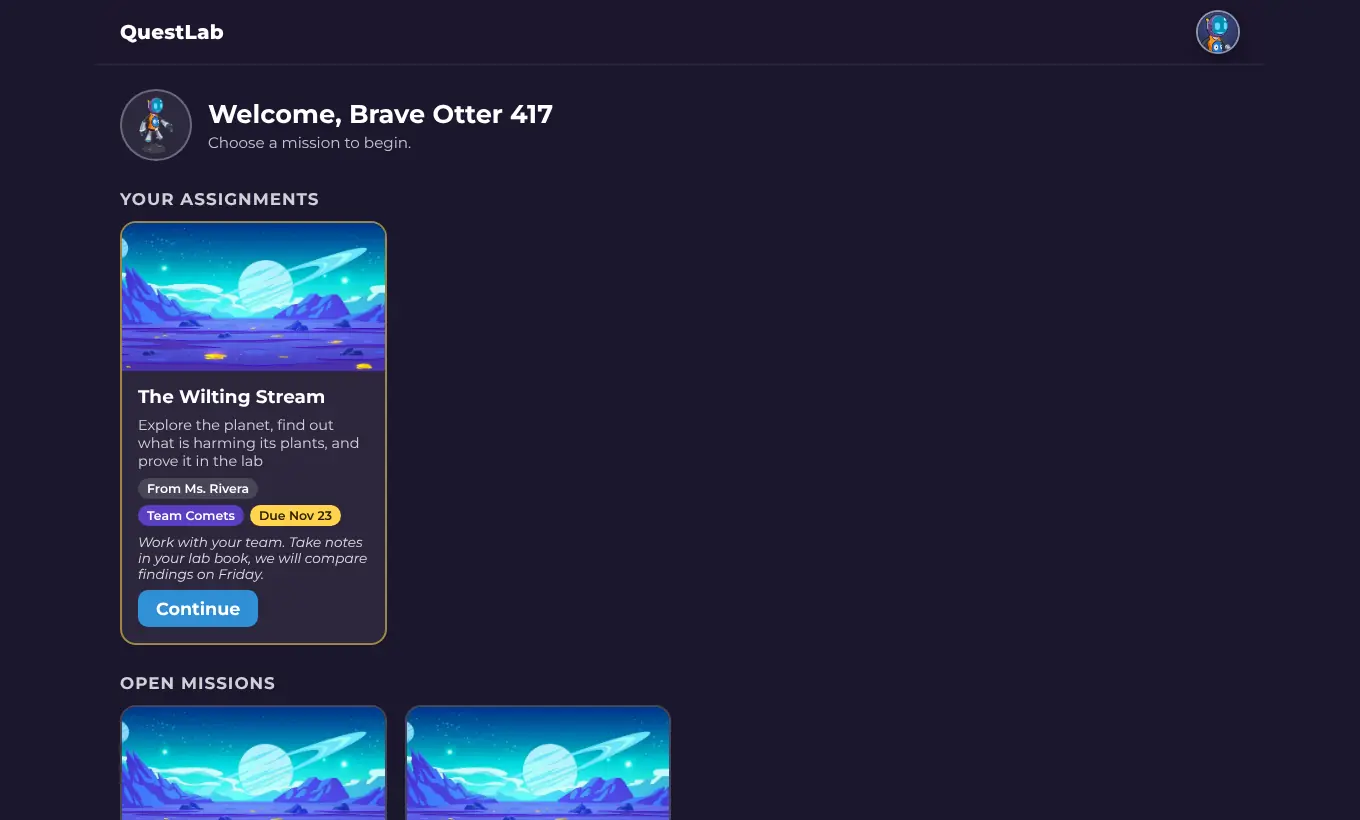 QuestLab
Welcome, Brave Otter 417
Choose a mission to begin.
YOUR ASSIGNMENTS
The Wilting Stream
Explore the planet, find out
what is harming its plants, and
prove it in the lab
From Ms. Rivera
Team Comets
Due Nov 23
Work with your team. Take notes
in your lab book, we will compare
findings on Friday.
Continue
OPEN MISSIONS